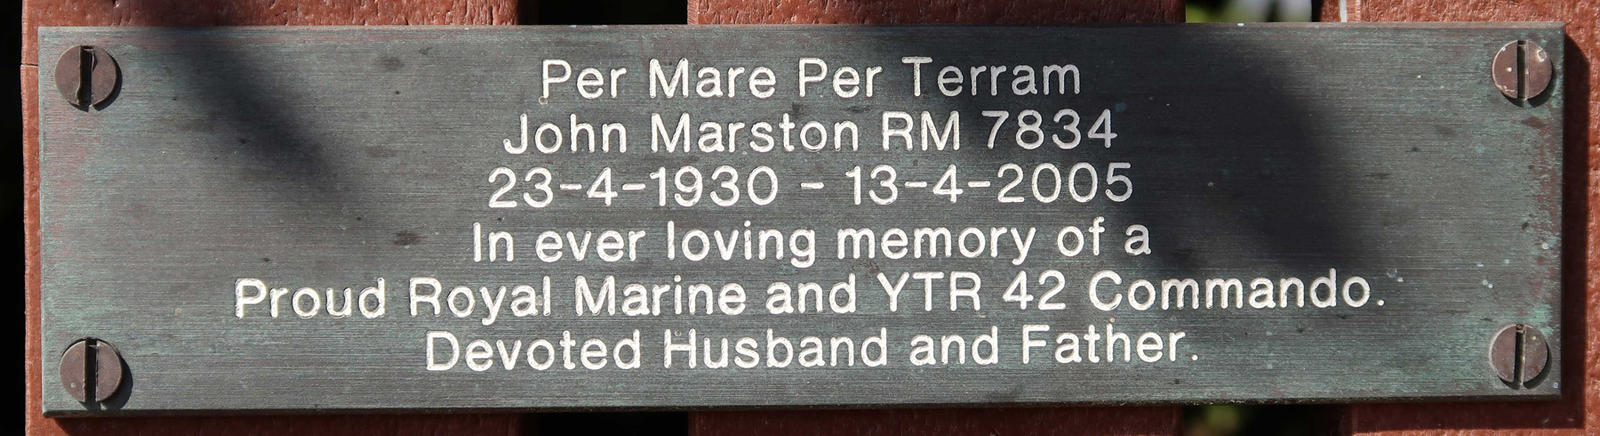 Per Mare Per Terram
John Marston RM 7834
23-4-1930 - 13-4-2005
In ever loving memory of a
Proud Royal Marine and YTR 42 Commando.
Devoted Husband and Father.